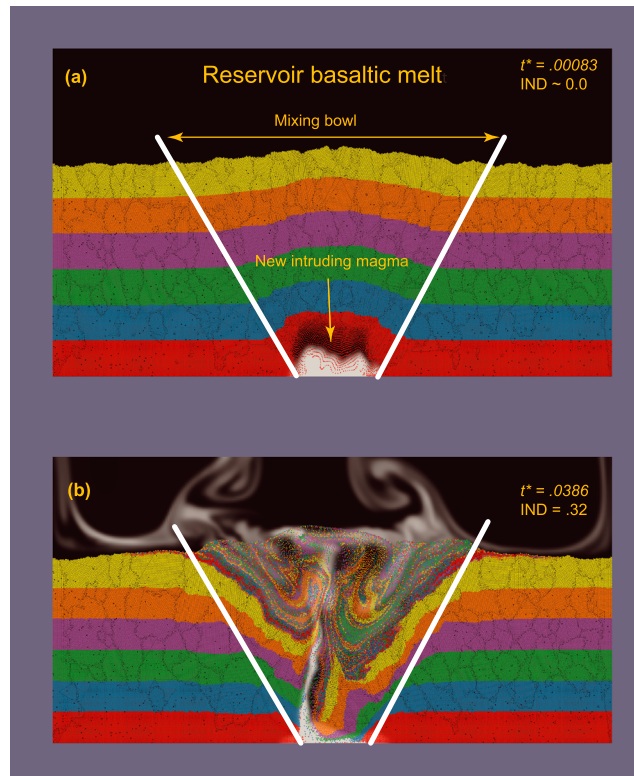 (a)
Reservoir basaltic melt
t* = .00083
IND ~ 0.0
Mixing bowl
New intruding magma
(b)
t* = .0386
IND = .32